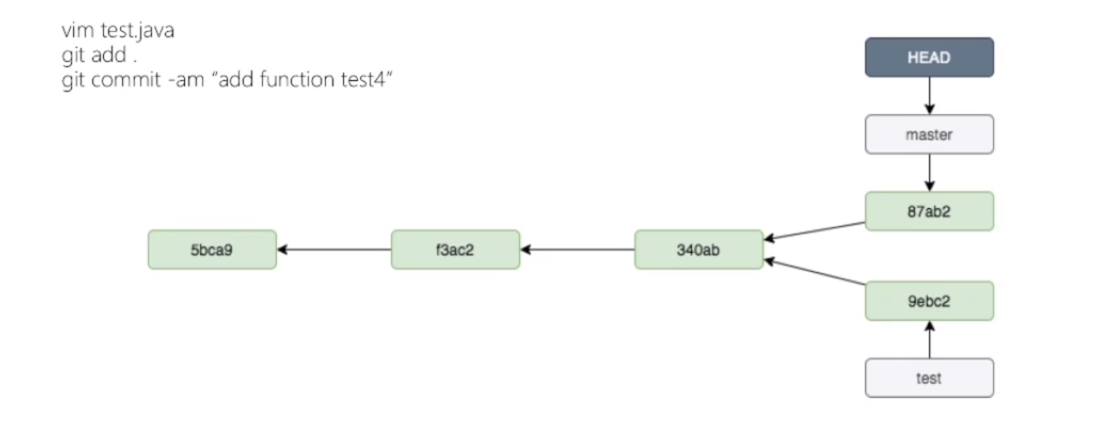 vim test.java
git add .
git commit -am “add function test4”
HEAD
master
87ab2
5bca9
f3ac2
340ab
9ebc2
test